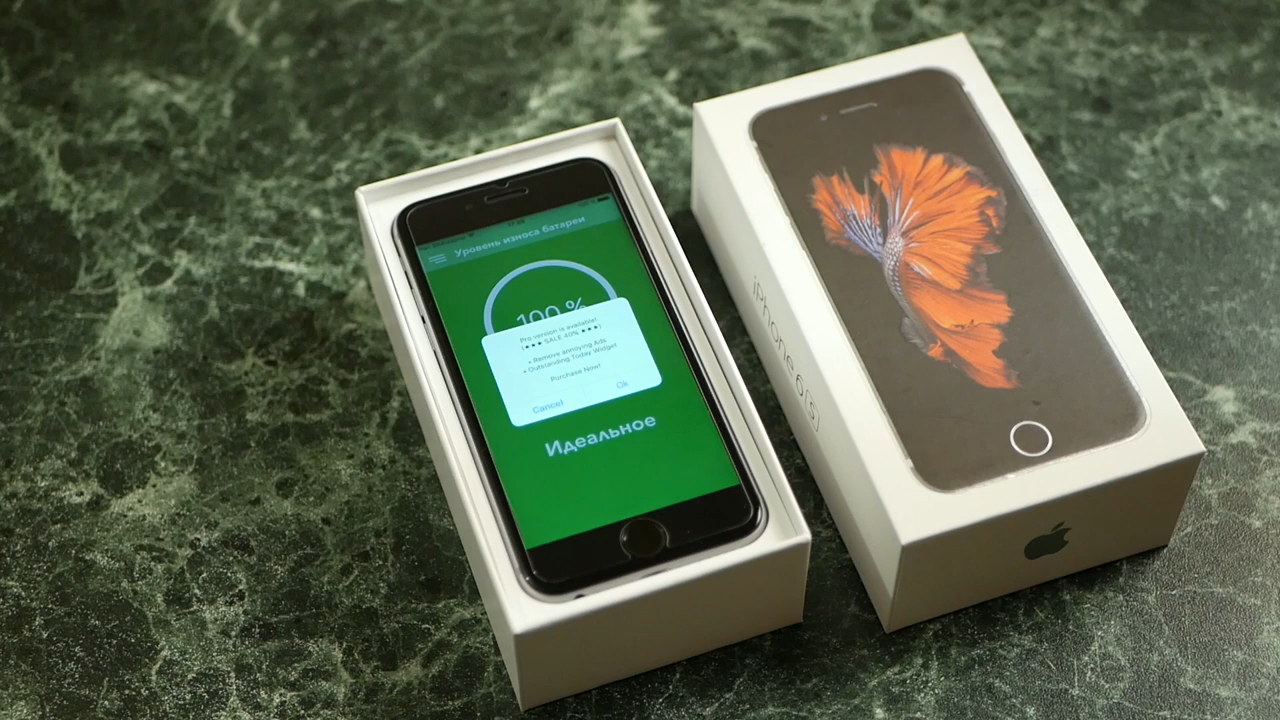 Уровень износа батареи
100 %
Pro version is available!
(★★★ SALE 40% ★★★)
• Remove annoying Ads
• Outstanding Today Widget
Purchase Now!
Cancel
Ok
Идеальное
iPhone 6(S)